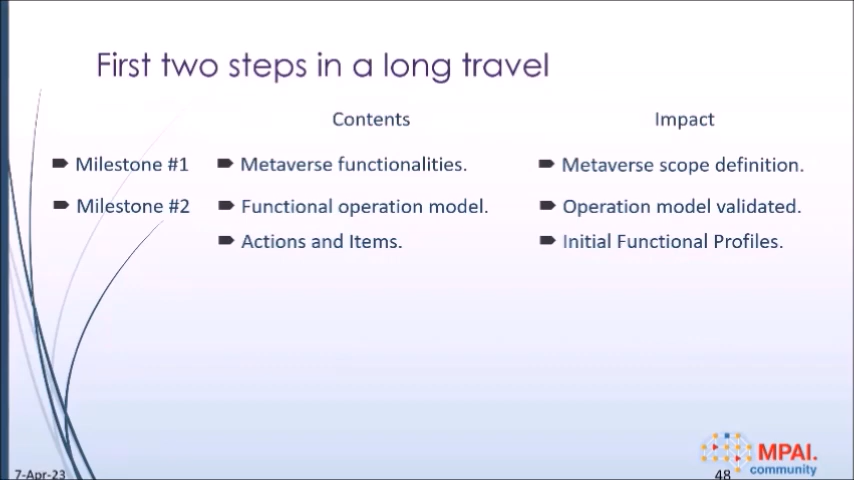 First two steps in a long travel
Contents Impact
Milestone #1 Metaverse functionalities. Metaverse scope definition.
Milestone #2 Functional operation model. Operation model validated.
Actions and Items. Initial Functional Profiles.
7-Apr-23 48 MPAI.
community